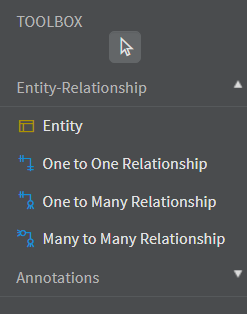 TOOLBOX
Entity-Relationship
Entity
One to One Relationship
One to Many Relationship
Many to Many Relationship
Annotations